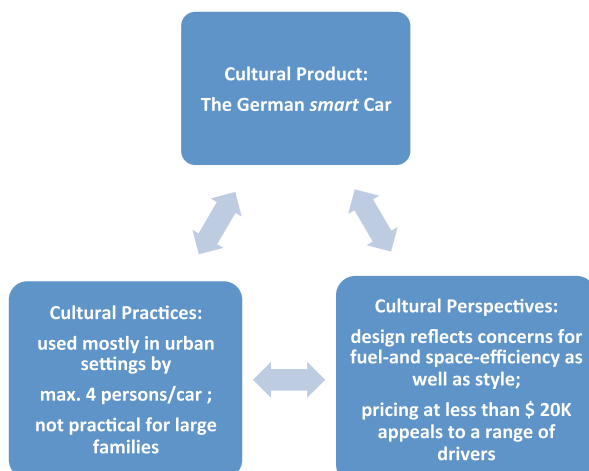 Cultural Product:
The German smart Car
Cultural Practices:
used mostly in urban
settings by
max. 4 persons/car ;
not practical for large
families
Cultural Perspectives:
design reflects concerns for
fuel-and space-efficiency as
well as style;
pricing at less than $ 20K
appeals to a range of
drivers